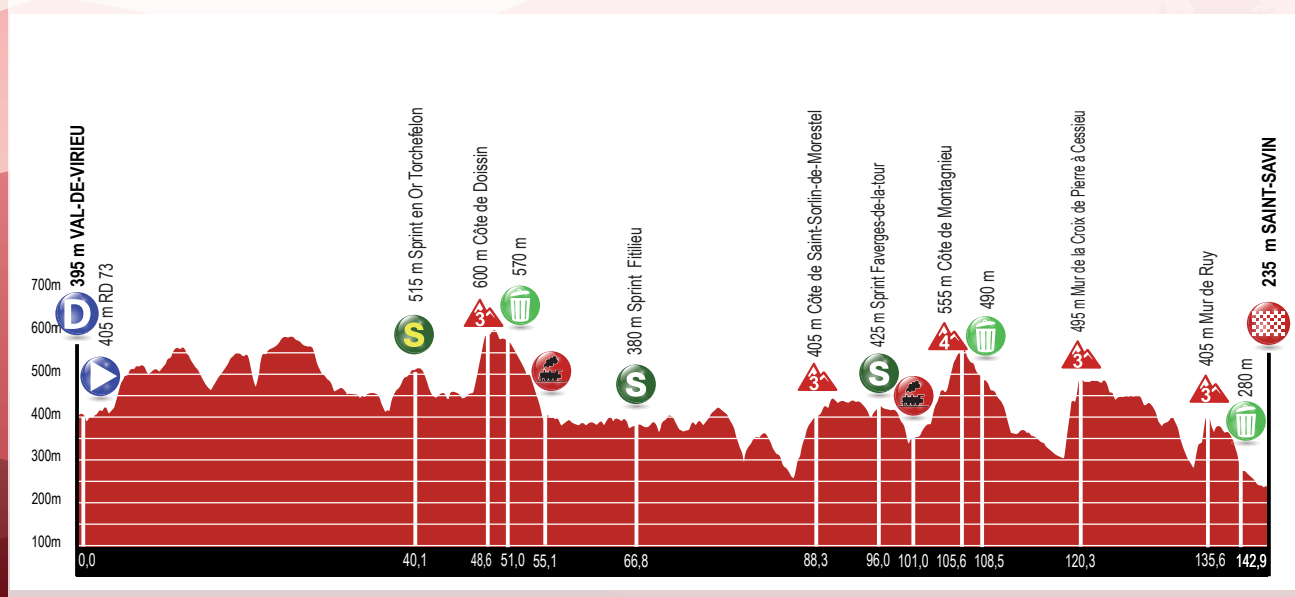 395 m VAL-DE-VIRIEU
405 m RD 73
515 m Sprint en Or Torchefelon
600 m Côte de Doissin
570 m
380 m Sprint Fitilieu
405 m Côte de Saint-Sorlin-de-Morestel
425 m Sprint Faverges-de-la-tour
555 m Côte de Montagnieu
490 m
495 m Mur de la Croix de Pierre à Cessieu
405 m Mur de Ruy
280 m
235 m SAINT-SAVIN
D
S
3
S
3
S
4
3
3
700m
600m
500m
400m
300m
200m
100m
0,0 40,1 48,6 51,0 55,1 66,8 88,3 96,0 101,0 105,6 108,5 120,3 135,6 142,9